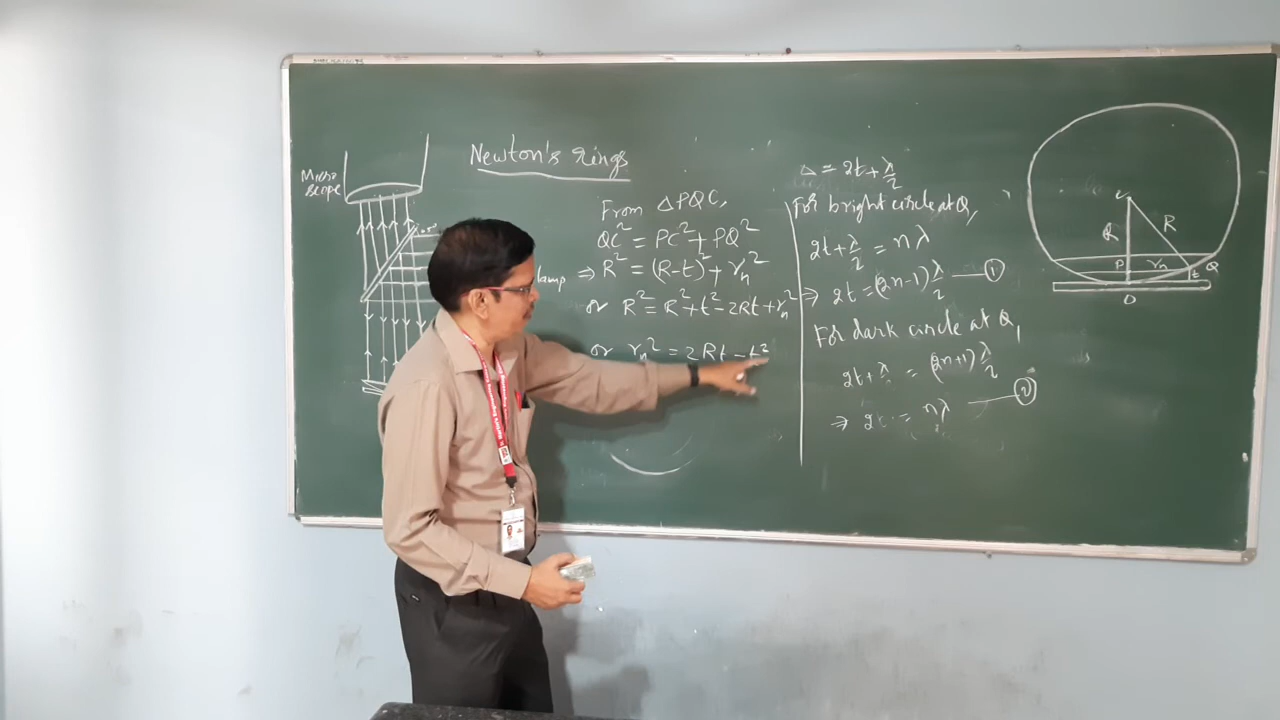 Newton's rings
Micro
scope
lamp
From △PQC,
QC² = PC² + PQ²
⇒ R² = (R-t)² + rₙ²
or R² = R² + t² - 2Rt + rₙ²
or rₙ² = 2Rt - t²
Δ = 2t + λ/2
For bright circle at Q,
2t + λ/2 = nλ
⇒ 2t = (2n-1) λ/2 — ①
For dark circle at Q,
2t + λ/2 = (2n+1) λ/2
⇒ 2t = nλ — ②
C
R
R
P
rₙ
t
Q
O